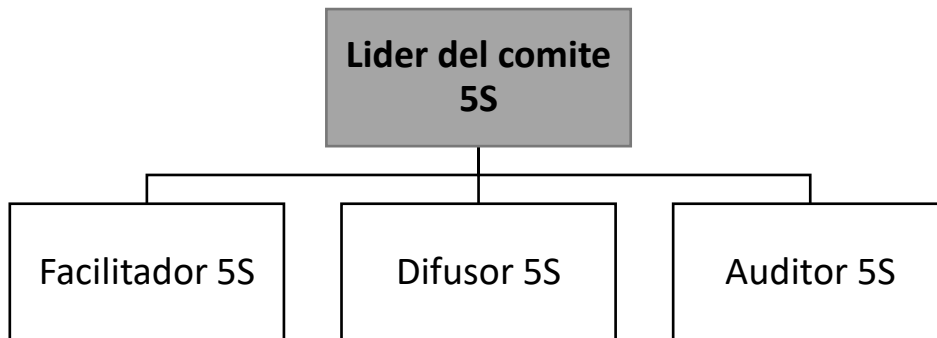 Lider del comite
5S
Facilitador 5S
Difusor 5S
Auditor 5S